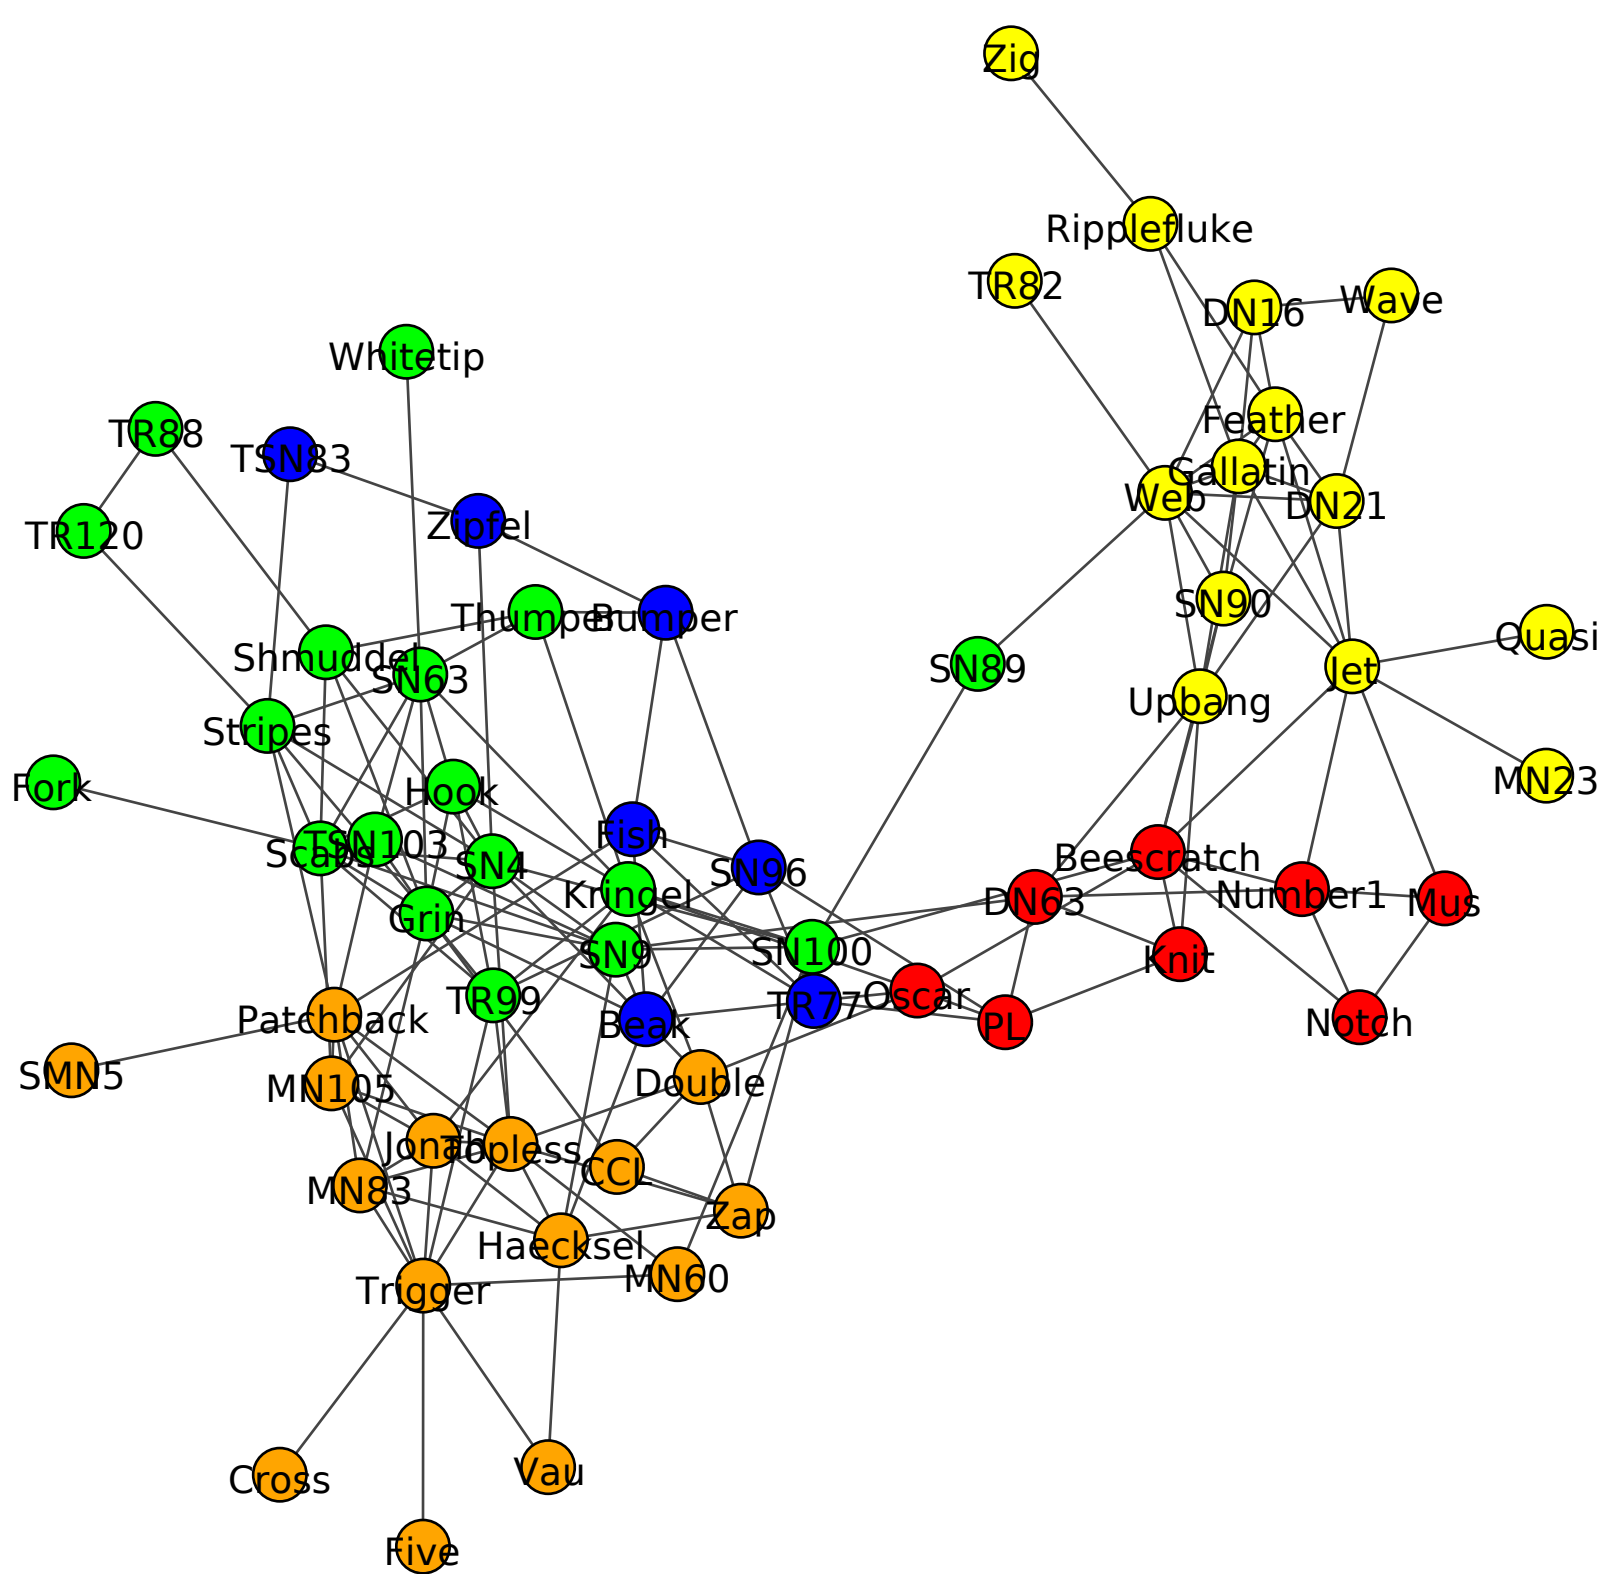 Zig
Ripplefluke
TR82
DN16
Wave
Whitetip
Feather
TR88
TSN83
Gallatin
Web
DN21
Zipfel
TR120
SN90
Thumper
Bumper
Quasi
Shmuddel
SN63
SN89
Jet
Upbang
Stripes
Fork
Hook
MN23
Fish
TSN103
Scabs
SN4
SN96
Beescratch
Kringel
DN63
Number1
Mus
Grin
SN9
SN100
Knit
TR99
TR77
Oscar
Patchback
Beak
PL
Notch
SMN5
MN105
Double
Jonah
Topless
CCL
MN83
Zap
Haecksel
MN60
Trigger
Cross
Vau
Five